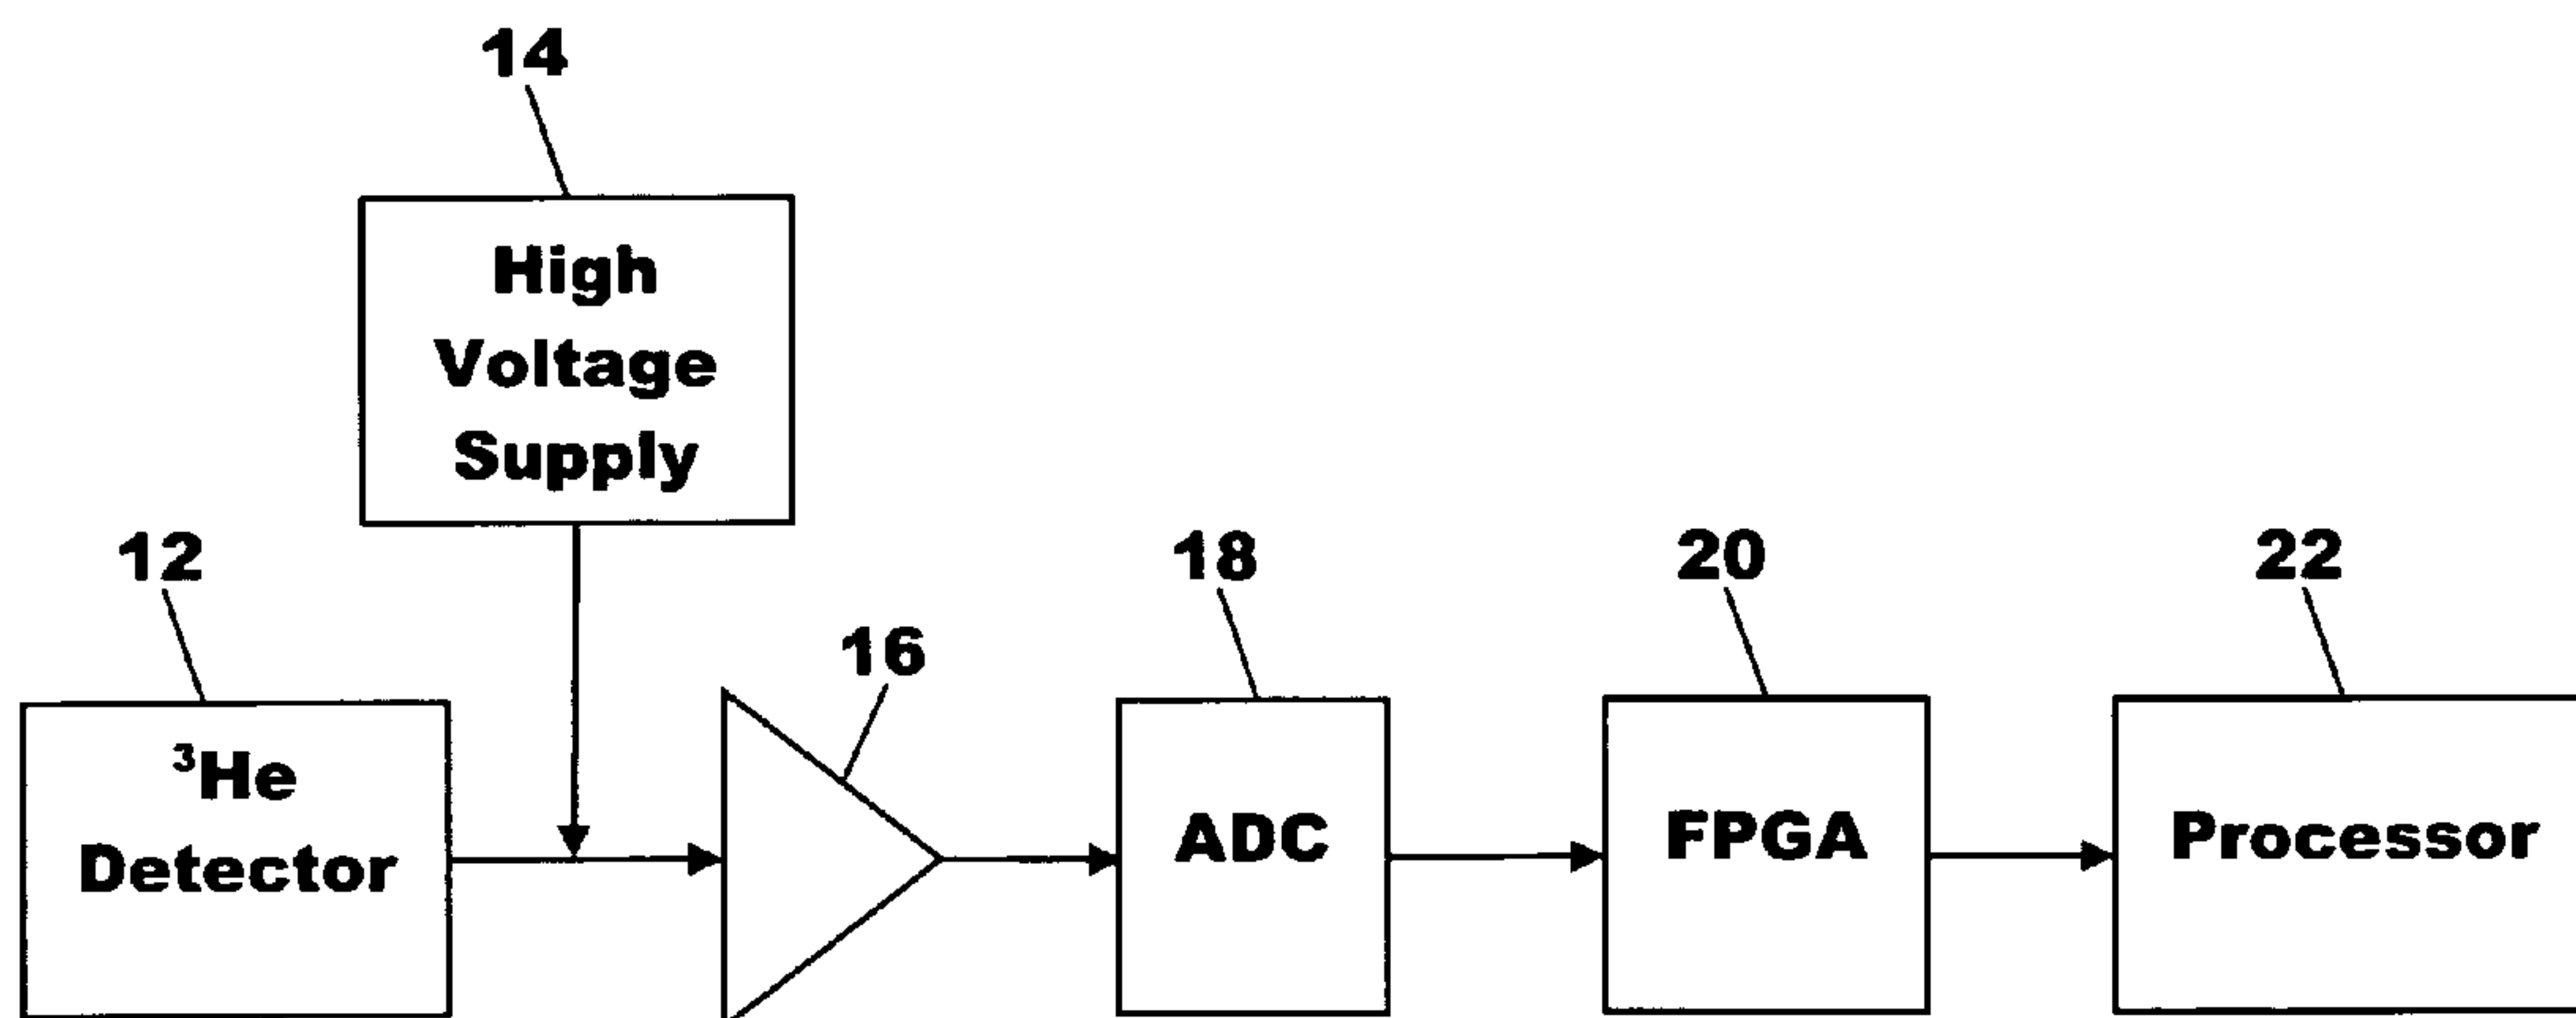 14
High
Voltage
Supply
12
³He
Detector
16
18
ADC
20
FPGA
22
Processor